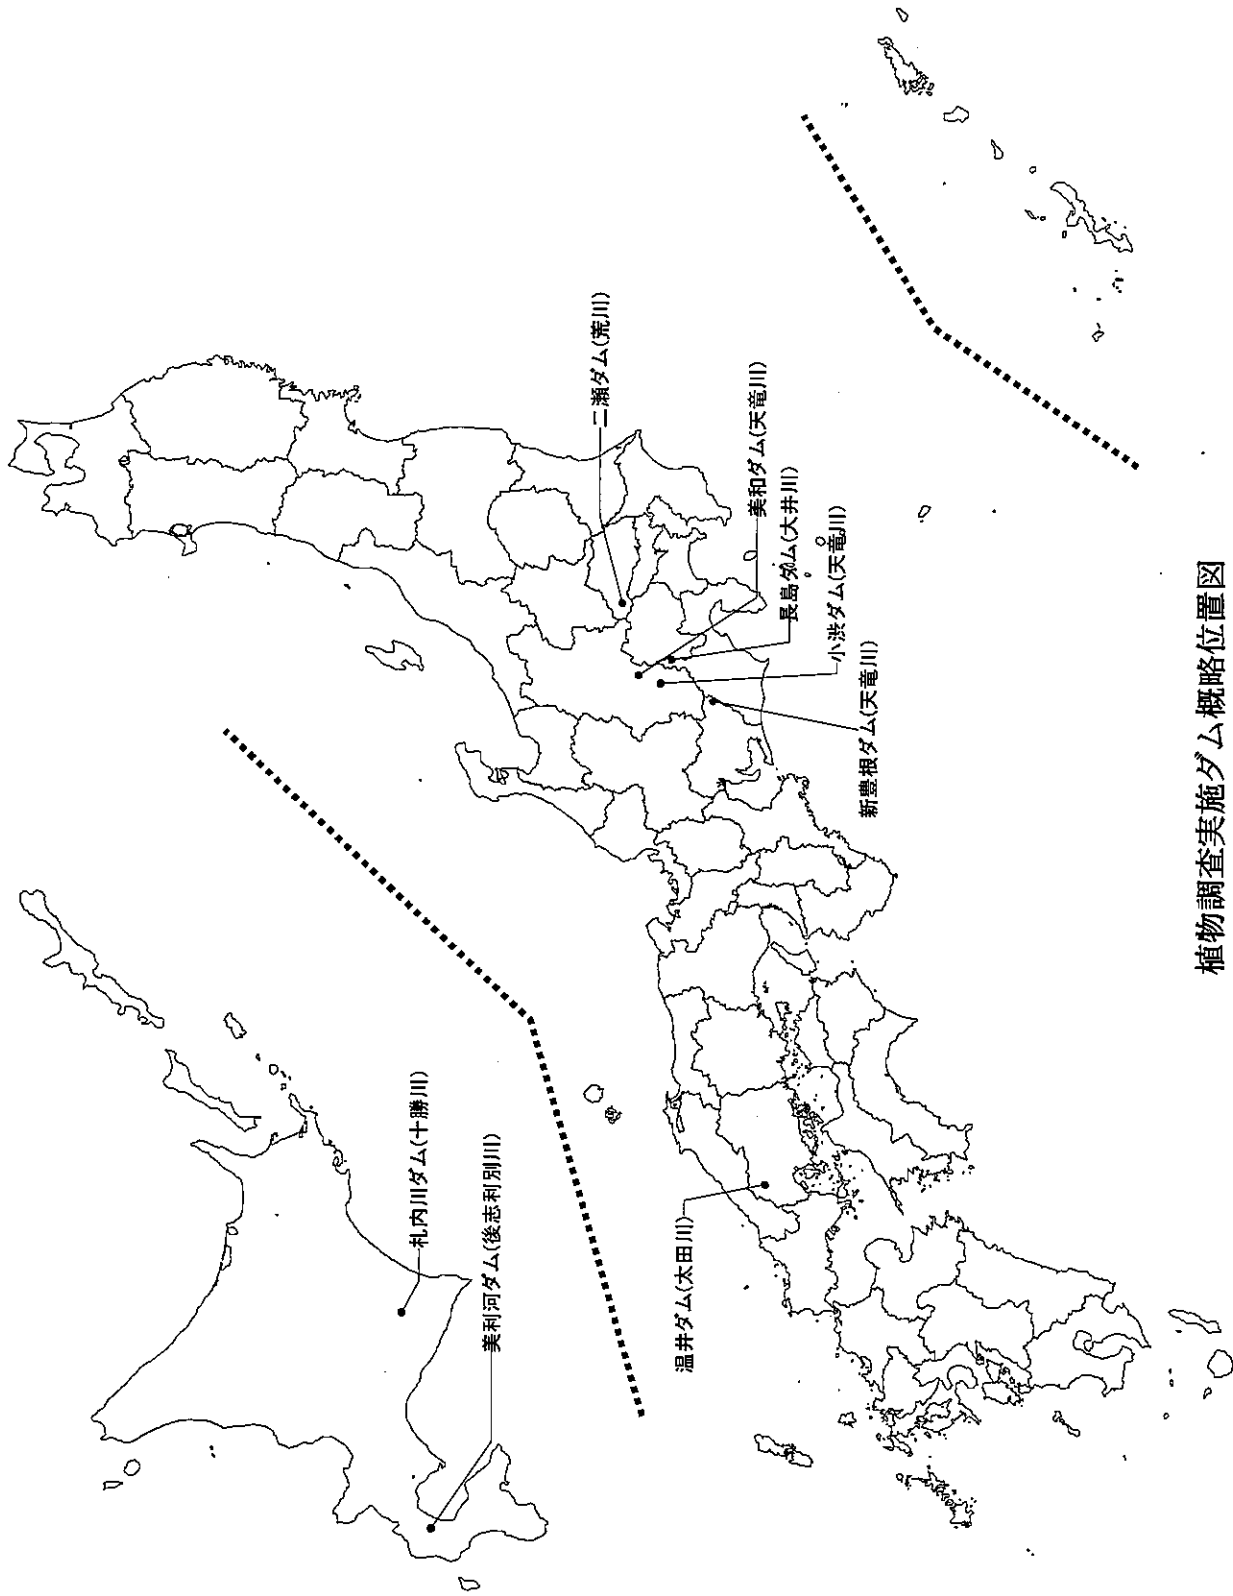 札内川ダム(十勝川)
美利河ダム(後志利別川)
二瀬ダム(荒川)
美和ダム(天竜川)
長島ダム(大井川)
小渋ダム(天竜川)
新豊根ダム(天竜川)
温井ダム(太田川)
植物調査実施ダム概略位置図